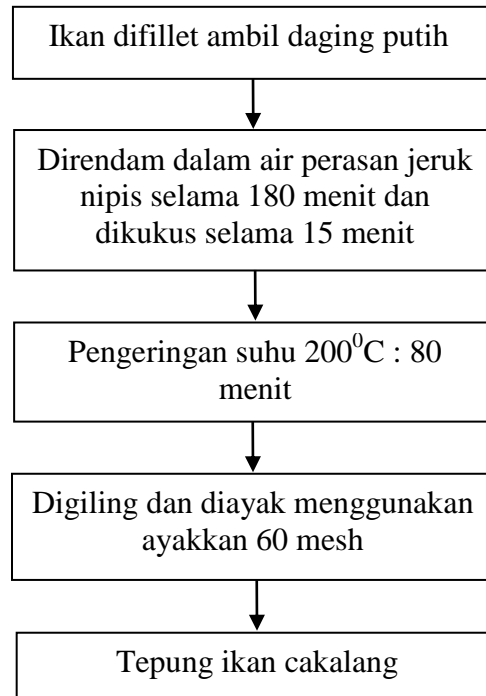 Ikan difillet ambil daging putih
Direndam dalam air perasan jeruk
nipis selama 180 menit dan
dikukus selama 15 menit
Pengeringan suhu 200⁰C : 80
menit
Digiling dan diayak menggunakan
ayakkan 60 mesh
Tepung ikan cakalang